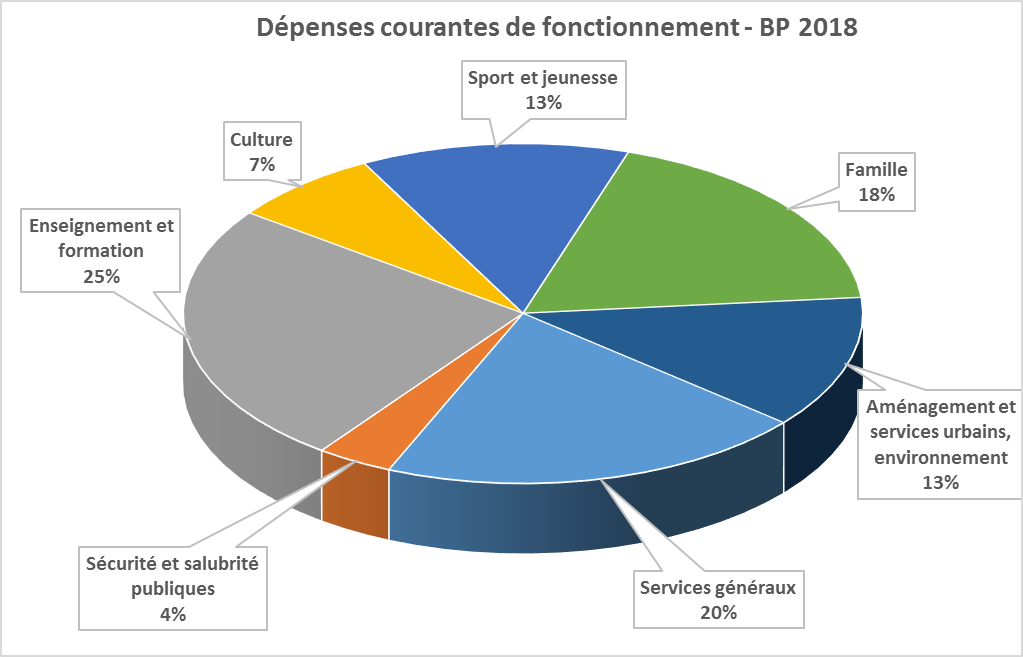 Dépenses courantes de fonctionnement - BP 2018
Sport et jeunesse
13%
Culture
7%
Famille
18%
Enseignement et
formation
25%
Aménagement et
services urbains,
environnement
13%
Sécurité et salubrité
publiques
4%
Services généraux
20%